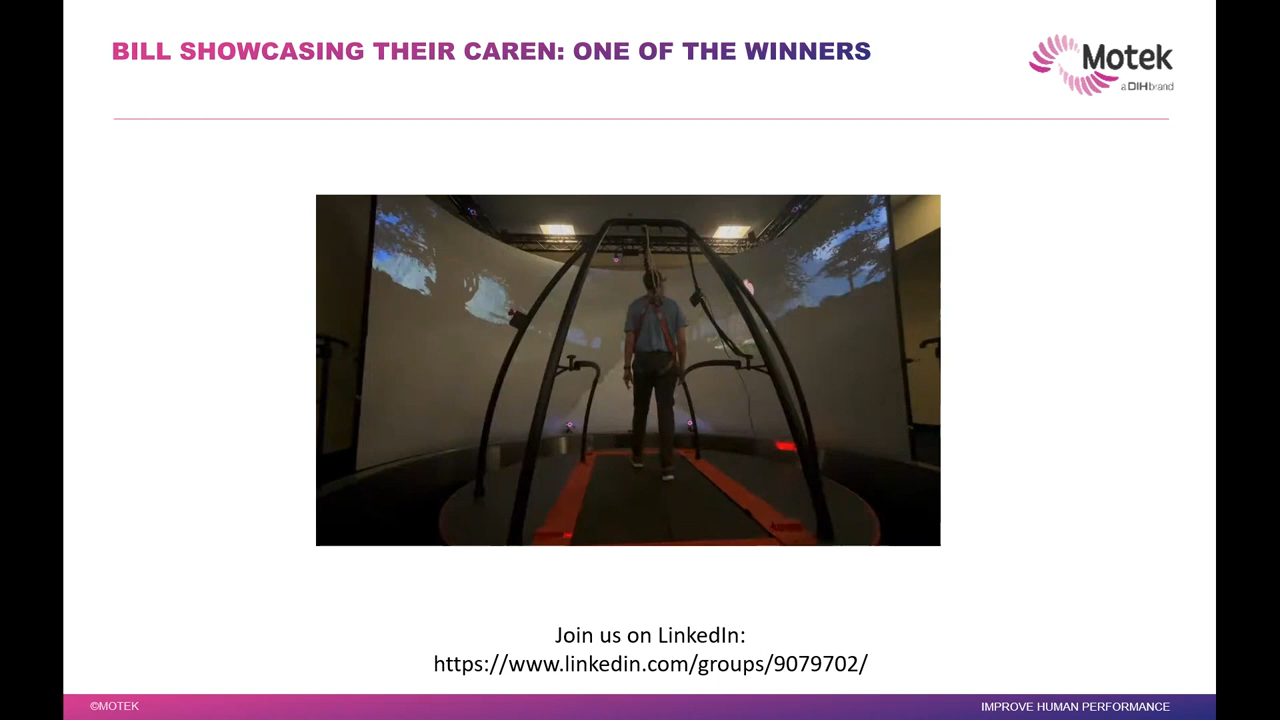 BILL SHOWCASING THEIR CAREN: ONE OF THE WINNERS
Motek
a DIH brand
Join us on LinkedIn:
https://www.linkedin.com/groups/9079702/
©MOTEK
IMPROVE HUMAN PERFORMANCE